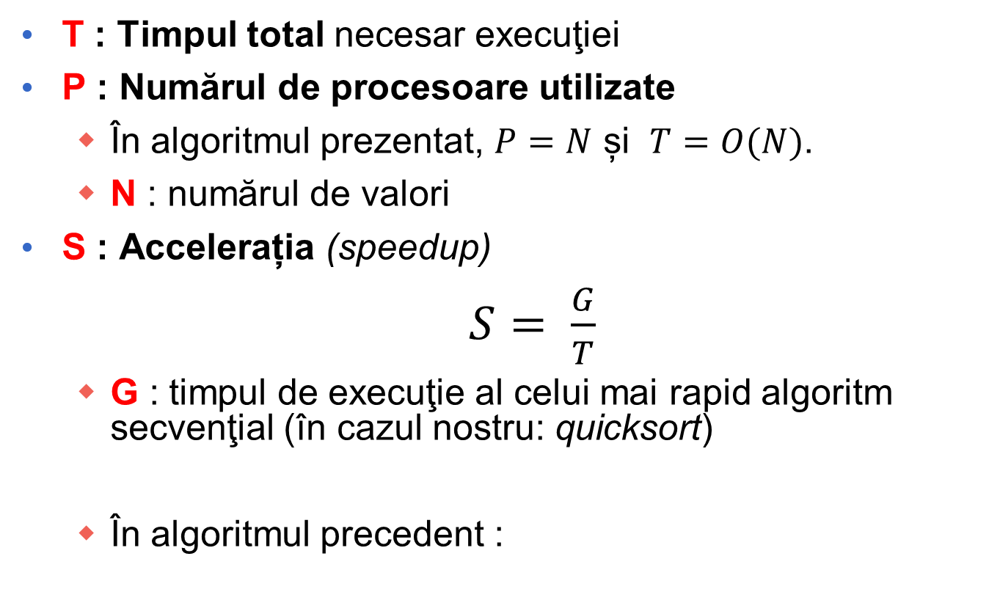 • T : Timpul total necesar execuţiei
• P : Numărul de procesoare utilizate
◆ În algoritmul prezentat, P = N și T = O(N).
◆ N : numărul de valori
• S : Accelerația (speedup)
S = G/T
◆ G : timpul de execuţie al celui mai rapid algoritm
secvenţial (în cazul nostru: quicksort)
◆ În algoritmul precedent :